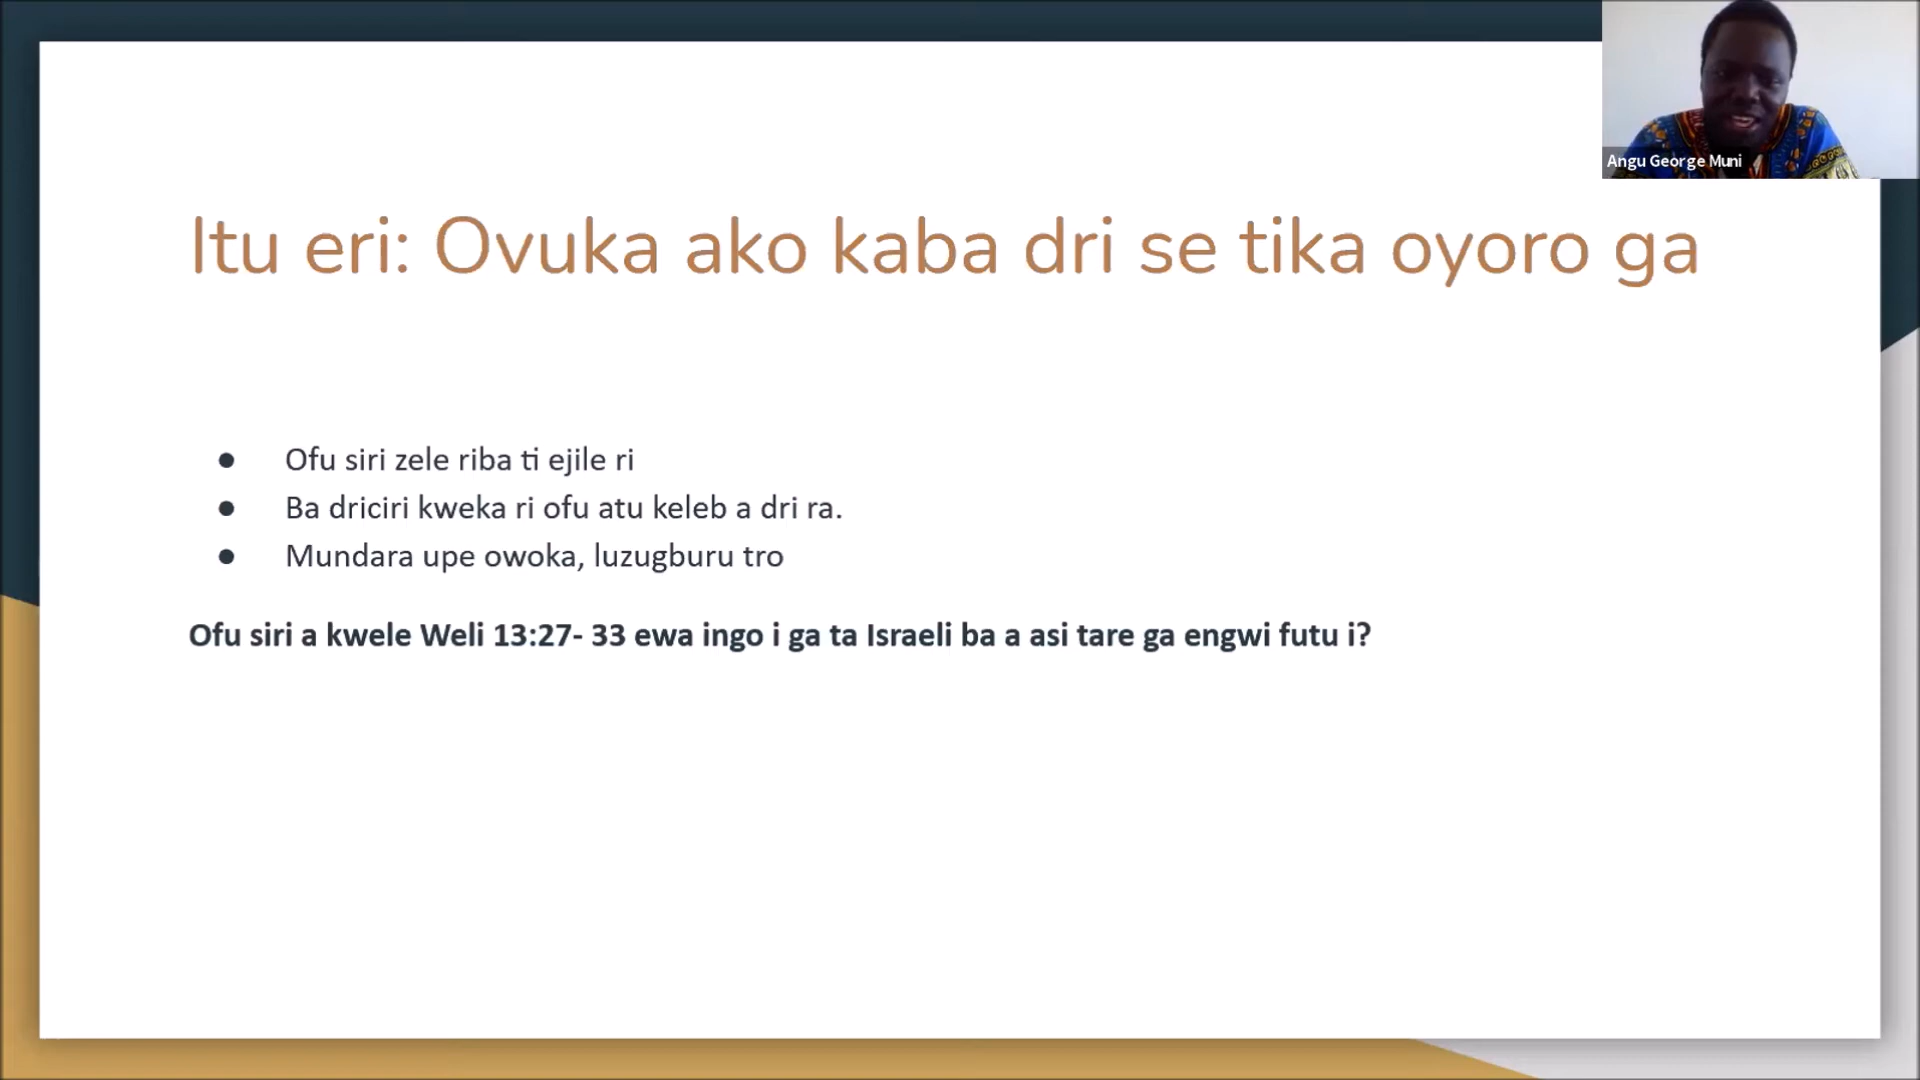 Angu George Muni
Itu eri: Ovuka ako kaba dri se tika oyoro ga
● Ofu siri zele riba ti ejile ri
● Ba driciri kweka ri ofu atu keleb a dri ra.
● Mundara upe owoka, luzugburu tro
Ofu siri a kwele Weli 13:27- 33 ewa ingo i ga ta Israeli ba a asi tare ga engwi futu i?